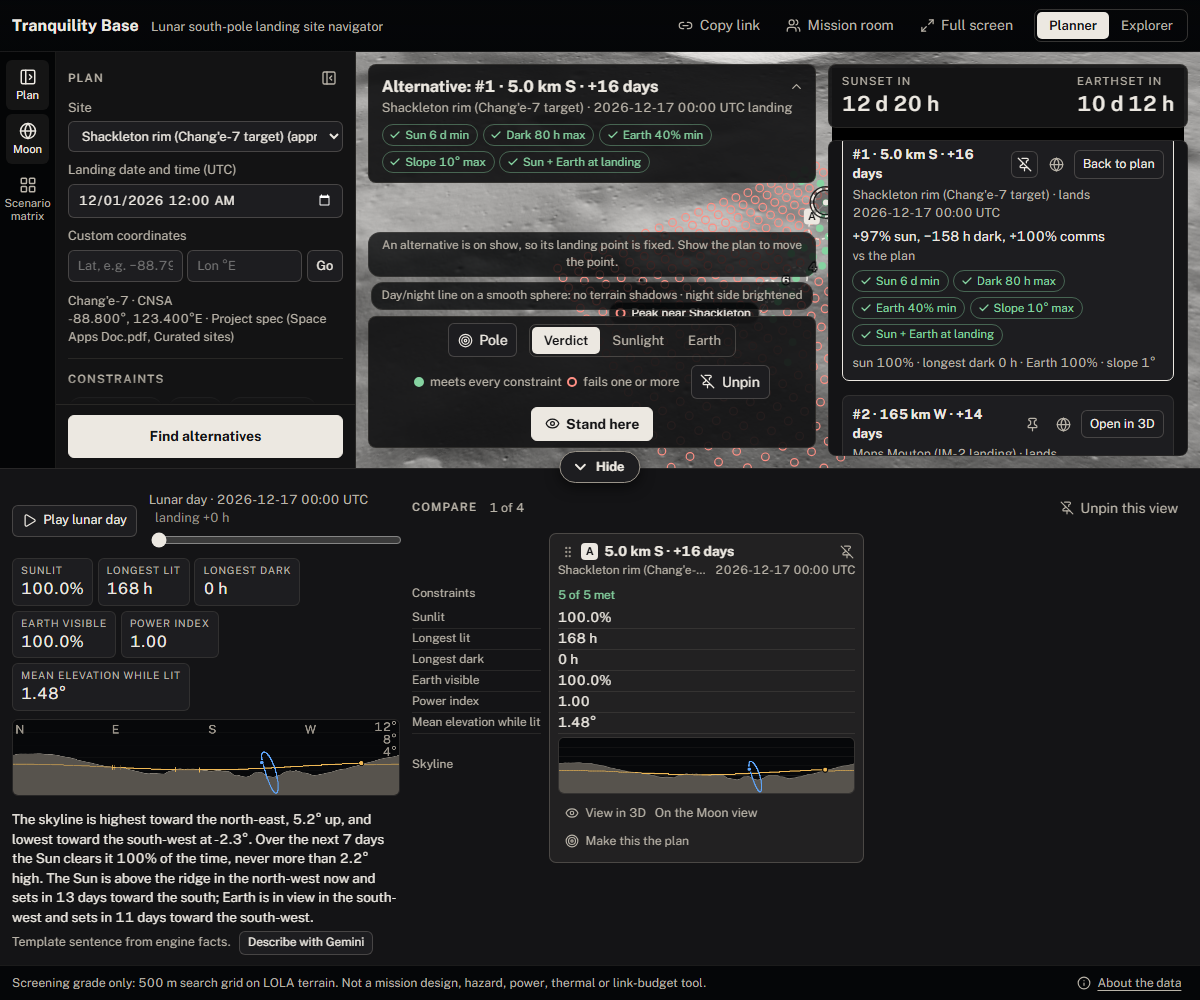 Tranquility Base
Lunar south-pole landing site navigator
Copy link
Mission room
Full screen
Planner
Explorer
Plan
Moon
Scenario
matrix
PLAN
Site
Shackleton rim (Chang'e-7 target) (appr
Landing date and time (UTC)
12/01/2026 12:00 AM
Custom coordinates
Lat, e.g. −88.79
Lon °E
Go
Chang'e-7 · CNSA
-88.800°, 123.400°E · Project spec (Space
Apps Doc.pdf, Curated sites)
CONSTRAINTS
Find alternatives
Alternative: #1 · 5.0 km S · +16 days
Shackleton rim (Chang'e-7 target) · 2026-12-17 00:00 UTC landing
Sun 6 d min
Dark 80 h max
Earth 40% min
Slope 10° max
Sun + Earth at landing
A
An alternative is on show, so its landing point is fixed. Show the plan to move
the point.
6
Day/night line on a smooth sphere: no terrain shadows · night side brightened
Peak near Shackleton
Pole
Verdict
Sunlight
Earth
meets every constraint
fails one or more
Unpin
Stand here
Hide
SUNSET IN
12 d 20 h
EARTHSET IN
10 d 12 h
#1 · 5.0 km S · +16
days
Back to plan
Shackleton rim (Chang'e-7 target) · lands
2026-12-17 00:00 UTC
+97% sun, −158 h dark, +100% comms
vs the plan
Sun 6 d min
Dark 80 h max
Earth 40% min
Slope 10° max
Sun + Earth at landing
sun 100% · longest dark 0 h · Earth 100% · slope 1°
#2 · 165 km W · +14
days
Open in 3D
Mons Mouton (IM-2 landing) · lands
Play lunar day
Lunar day · 2026-12-17 00:00 UTC
landing +0 h
SUNLIT
100.0%
LONGEST LIT
168 h
LONGEST DARK
0 h
EARTH VISIBLE
100.0%
POWER INDEX
1.00
MEAN ELEVATION WHILE LIT
1.48°
N
E
S
W
12°
8°
4°
The skyline is highest toward the north-east, 5.2° up, and
lowest toward the south-west at -2.3°. Over the next 7 days
the Sun clears it 100% of the time, never more than 2.2°
high. The Sun is above the ridge in the north-west now and
sets in 13 days toward the south; Earth is in view in the south-
west and sets in 11 days toward the south-west.
Template sentence from engine facts.
Describe with Gemini
COMPARE
1 of 4
Unpin this view
A
5.0 km S · +16 days
Shackleton rim (Chang'e-...
2026-12-17 00:00 UTC
Constraints
5 of 5 met
Sunlit
100.0%
Longest lit
168 h
Longest dark
0 h
Earth visible
100.0%
Power index
1.00
Mean elevation while lit
1.48°
Skyline
View in 3D
On the Moon view
Make this the plan
Screening grade only: 500 m search grid on LOLA terrain. Not a mission design, hazard, power, thermal or link-budget tool.
About the data